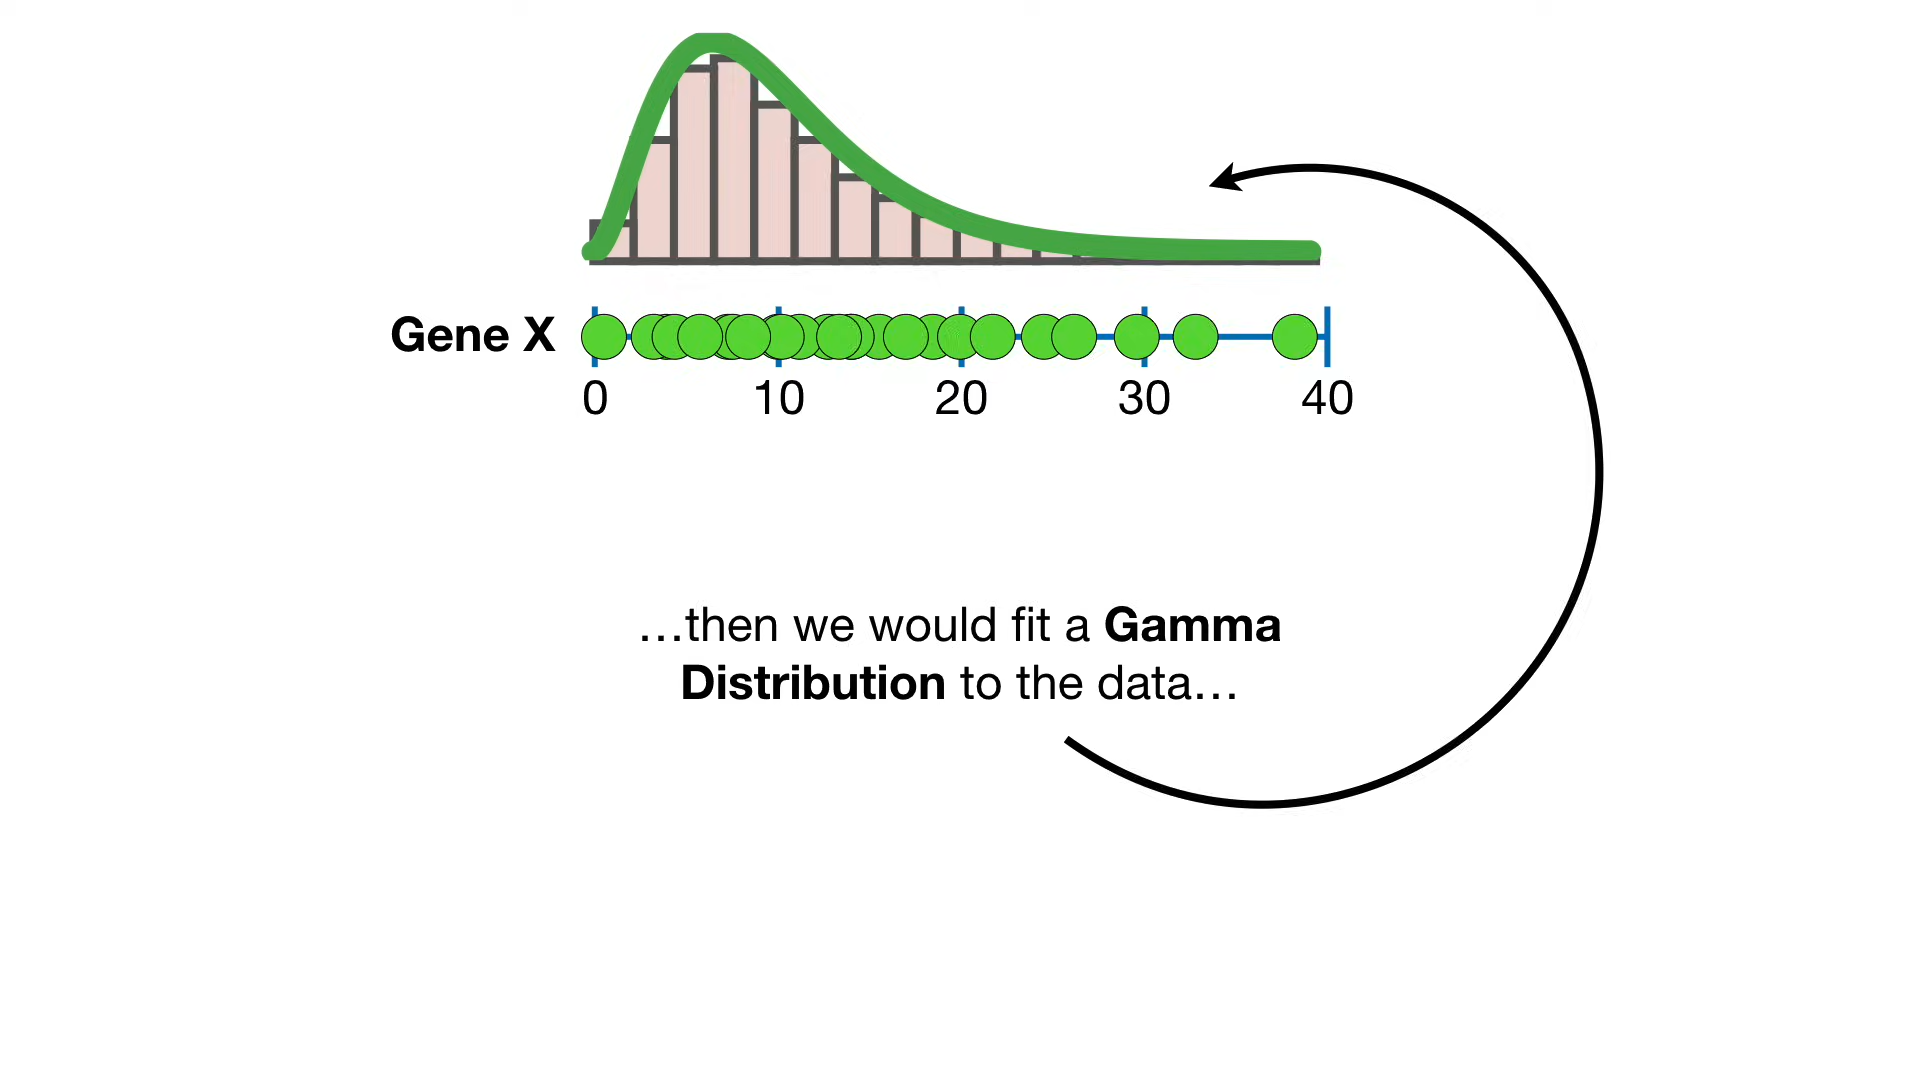 Gene X
0 10 20 30 40
…then we would fit a Gamma
Distribution to the data…